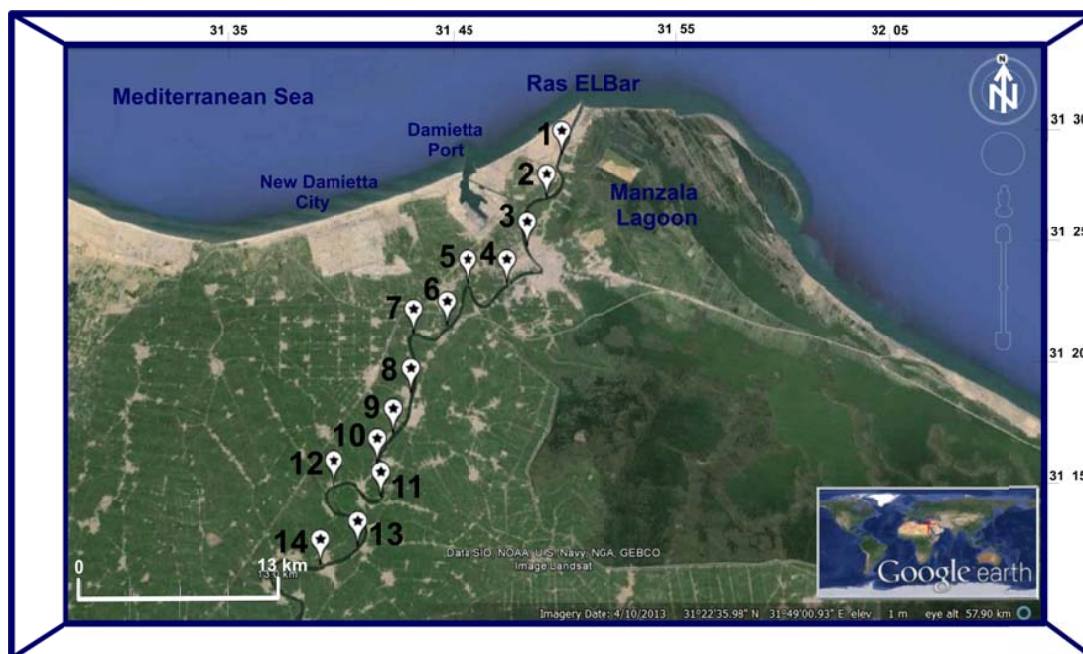 31 35
31 45
31 55
32 05
Ras ELBar
Mediterranean Sea
N
N
31 30
Damietta
Port
1
2
New Damietta
City
Manzala
Lagoon
3
31 25
5
4
6
7
31 20
8
9
10
12
11
31 15
13
14
0
13 km
13.0 km
Data SIO, NOAA, U.S. Navy, NGA, GEBCO
Image Landsat
Google earth
Imagery Date: 4/10/2013 31°22'35.98" N 31°49'00.93" E elev 1 m eye alt 57.90 km